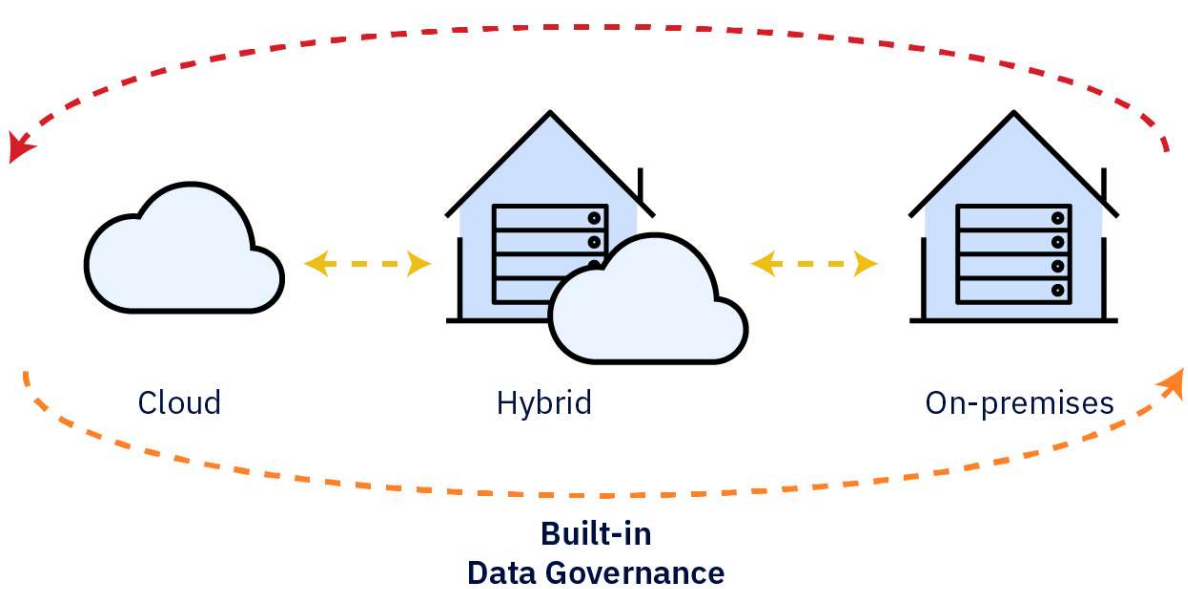 Cloud
Hybrid
On-premises
Built-in
Data Governance